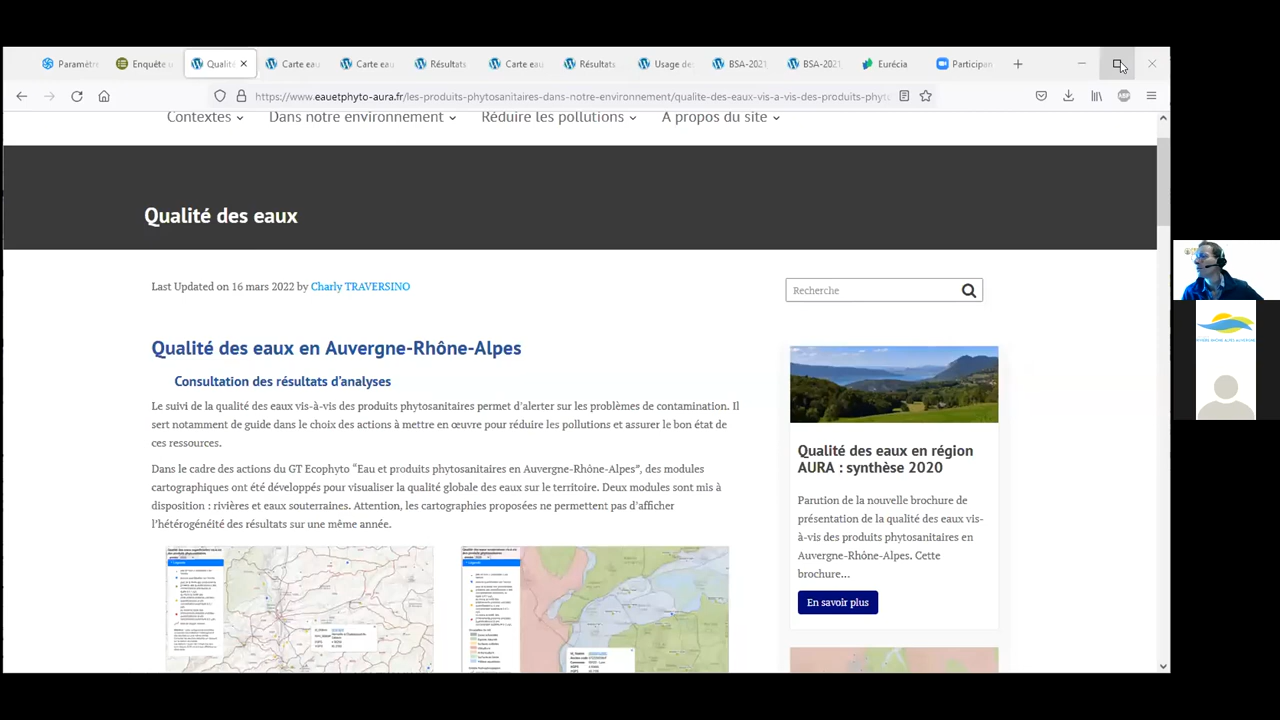 Paramètr
Enquête
Qualité
Carte eau
Carte eau
Résultats
Carte eau
Résultats
Usage de
BSA-2021
BSA-2021
Eurécia
Participan
https://www.eauetphyto-aura.fr/les-produits-phytosanitaires-dans-notre-environnement/qualite-des-eaux-vis-a-vis-des-produits-phyto
Contextes
Dans notre environnement
Réduire les pollutions
A propos du site
Qualité des eaux
Last Updated on 16 mars 2022 by Charly TRAVERSINO
Recherche
Qualité des eaux en Auvergne-Rhône-Alpes
Consultation des résultats d'analyses
Le suivi de la qualité des eaux vis-à-vis des produits phytosanitaires permet d'alerter sur les problèmes de contamination. Il
sert notamment de guide dans le choix des actions à mettre en œuvre pour réduire les pollutions et assurer le bon état de
ces ressources.
Dans le cadre des actions du GT Ecophyto "Eau et produits phytosanitaires en Auvergne-Rhône-Alpes", des modules
cartographiques ont été développés pour visualiser la qualité globale des eaux sur le territoire. Deux modules sont mis à
disposition : rivières et eaux souterraines. Attention, les cartographies proposées ne permettent pas d'afficher
l'hétérogénéité des résultats sur une même année.
Qualité des eaux en région
AURA : synthèse 2020
Parution de la nouvelle brochure de
présentation de la qualité des eaux vis-
à-vis des produits phytosanitaires en
Auvergne-Rhône-Alpes. Cette
brochure...
En savoir plus